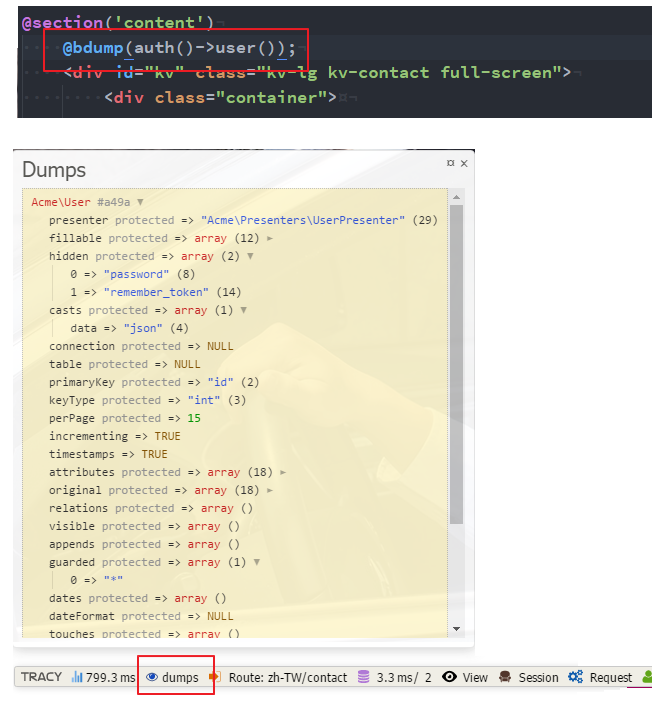 @section('content')
@bdump(auth()->user());
<div id="kv" class="kv-lg kv-contact full-screen">
<div class="container">
Dumps
Acme\User #a49a ▼
presenter protected => "Acme\Presenters\UserPresenter" (29)
fillable protected => array (12) ►
hidden protected => array (2) ▼
0 => "password" (8)
1 => "remember_token" (14)
casts protected => array (1) ▼
data => "json" (4)
connection protected => NULL
table protected => NULL
primaryKey protected => "id" (2)
keyType protected => "int" (3)
perPage protected => 15
incrementing => TRUE
timestamps => TRUE
attributes protected => array (18) ►
original protected => array (18) ►
relations protected => array ()
visible protected => array ()
appends protected => array ()
guarded protected => array (1) ▼
0 => "*"
dates protected => array ()
dateFormat protected => NULL
touches protected => array ()
TRACY 799.3 ms dumps Route: zh-TW/contact 3.3 ms/ 2 View Session Request